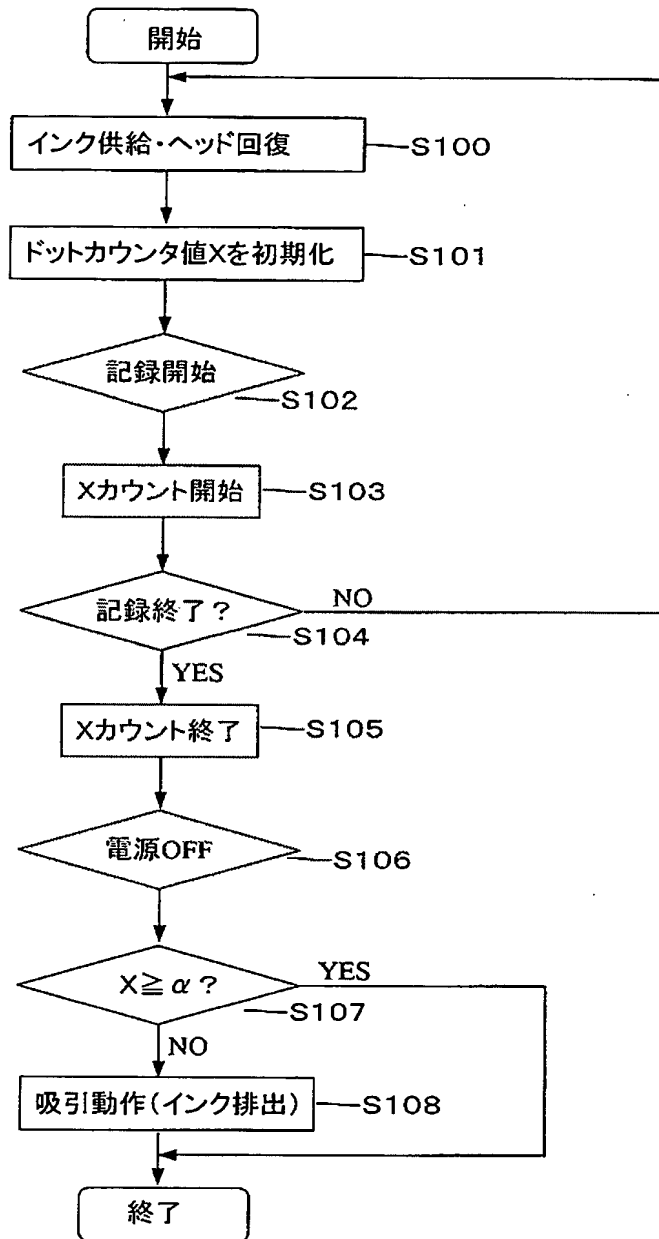 開始
インク供給・ヘッド回復
S100
ドットカウンタ値Xを初期化
S101
記録開始
S102
Xカウント開始
S103
記録終了?
NO
S104
YES
Xカウント終了
S105
電源OFF
S106
X≧α?
YES
S107
NO
吸引動作(インク排出)
S108
終了